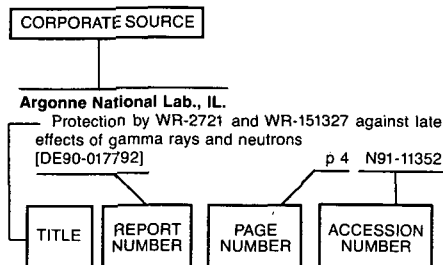 CORPORATE SOURCE
Argonne National Lab., IL.
Protection by WR-2721 and WR-151327 against late
effects of gamma rays and neutrons
[DE90-017792] p 4 N91-11352
TITLE REPORT NUMBER PAGE NUMBER ACCESSION NUMBER